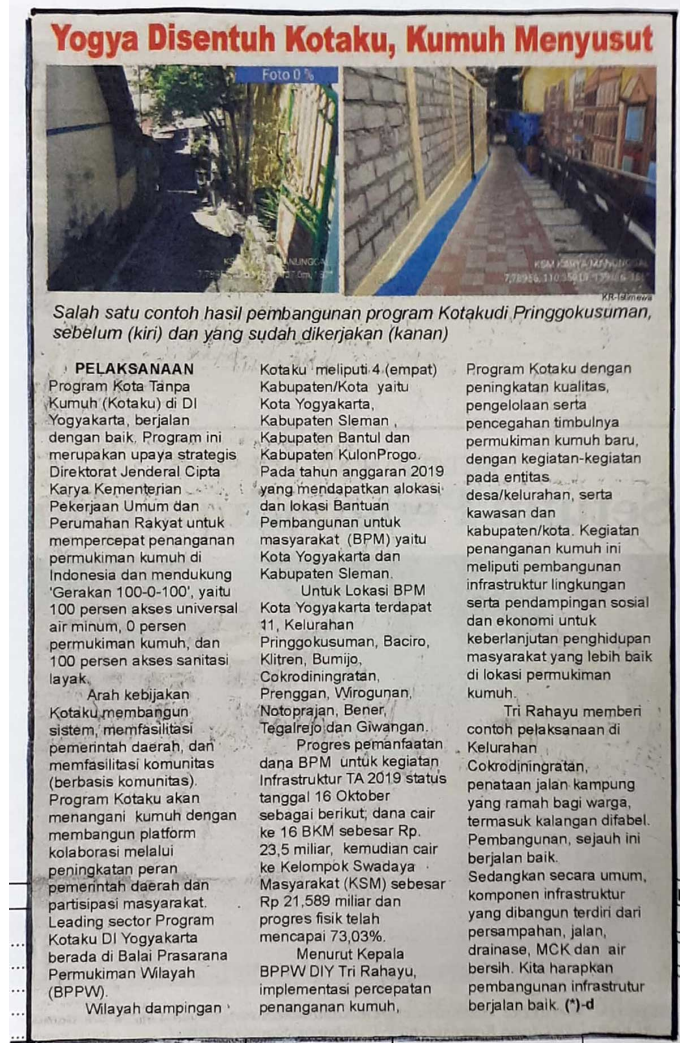 Yogya Disentuh Kotaku, Kumuh Menyusut
Foto 0 %
KSM KARYA MANUNGGAL
KSM KARYA MANUNGGAL
KR-Istimewa
Salah satu contoh hasil pembangunan program Kotakudi Pringgokusuman,
sebelum (kiri) dan yang sudah dikerjakan (kanan)
PELAKSANAAN
Program Kota Tanpa
Kumuh (Kotaku) di DI
Yogyakarta, berjalan
dengan baik. Program ini
merupakan upaya strategis
Direktorat Jenderal Cipta
Karya Kementerian
Pekerjaan Umum dan
Perumahan Rakyat untuk
mempercepat penanganan
permukiman kumuh di
Indonesia dan mendukung
'Gerakan 100-0-100', yaitu
100 persen akses universal
air minum, 0 persen
permukiman kumuh, dan
100 persen akses sanitasi
layak.
Arah kebijakan
Kotaku membangun
sistem, memfasilitasi
pemerintah daerah, dan
memfasilitasi komunitas
(berbasis komunitas).
Program Kotaku akan
menangani kumuh dengan
membangun platform
kolaborasi melalui
peningkatan peran
pemerintah daerah dan
partisipasi masyarakat.
Leading sector Program
Kotaku DI Yogyakarta
berada di Balai Prasarana
Permukiman Wilayah
(BPPW).
Wilayah dampingan
Kotaku meliputi 4 (empat)
Kabupaten/Kota yaitu
Kota Yogyakarta,
Kabupaten Sleman ,
Kabupaten Bantul dan
Kabupaten KulonProgo.
Pada tahun anggaran 2019
yang mendapatkan alokasi
dan lokasi Bantuan
Pembangunan untuk
masyarakat (BPM) yaitu
Kota Yogyakarta dan
Kabupaten Sleman.
Untuk Lokasi BPM
Kota Yogyakarta terdapat
11, Kelurahan
Pringgokusuman, Baciro,
Klitren, Bumijo,
Cokrodiningratan,
Prenggan, Wirogunan,
Notoprajan, Bener,
Tegalrejo dan Giwangan.
Progres pemanfaatan
dana BPM untuk kegiatan
Infrastruktur TA 2019 status
tanggal 16 Oktober
sebagai berikut; dana cair
ke 16 BKM sebesar Rp.
23,5 miliar, kemudian cair
ke Kelompok Swadaya
Masyarakat (KSM) sebesar
Rp 21,589 miliar dan
progres fisik telah
mencapai 73,03%.
Menurut Kepala
BPPW DIY Tri Rahayu,
implementasi percepatan
penanganan kumuh,
Program Kotaku dengan
peningkatan kualitas,
pengelolaan serta
pencegahan timbulnya
permukiman kumuh baru,
dengan kegiatan-kegiatan
pada entitas
desa/kelurahan, serta
kawasan dan
kabupaten/kota. Kegiatan
penanganan kumuh ini
meliputi pembangunan
infrastruktur lingkungan
serta pendampingan sosial
dan ekonomi untuk
keberlanjutan penghidupan
masyarakat yang lebih baik
di lokasi permukiman
kumuh.
Tri Rahayu memberi
contoh pelaksanaan di
Kelurahan
Cokrodiningratan,
penataan jalan kampung
yang ramah bagi warga,
termasuk kalangan difabel.
Pembangunan, sejauh ini
berjalan baik.
Sedangkan secara umum,
komponen infrastruktur
yang dibangun terdiri dari
persampahan, jalan,
drainase, MCK dan air
bersih. Kita harapkan
pembangunan infrastrutur
berjalan baik. (*)-d